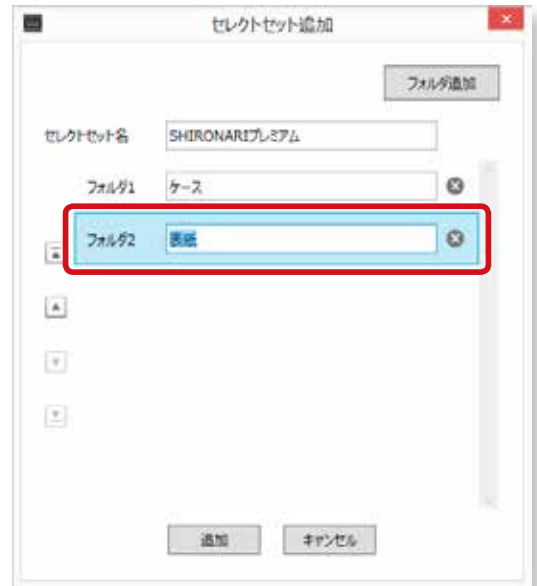 セレクトセット追加
フォルダ追加
セレクトセット名 SHIRONARIプレミアム
フォルダ1 ケース
フォルダ2 表紙
追加 キャンセル